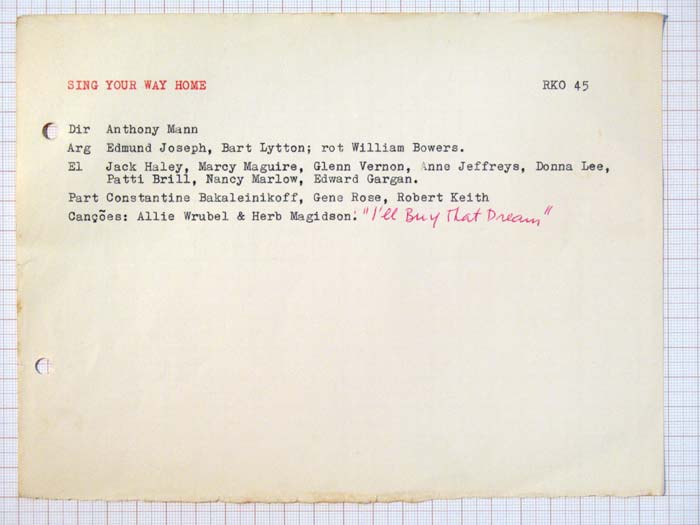 SING YOUR WAY HOME RKO 45
Dir Anthony Mann
Arg Edmund Joseph, Bart Lytton; rot William Bowers.
El Jack Haley, Marcy Maguire, Glenn Vernon, Anne Jeffreys, Donna Lee,
Patti Brill, Nancy Marlow, Edward Gargan.
Part Constantine Bakaleinikoff, Gene Rose, Robert Keith
Canções: Allie Wrubel & Herb Magidson: "I'll Buy That Dream"